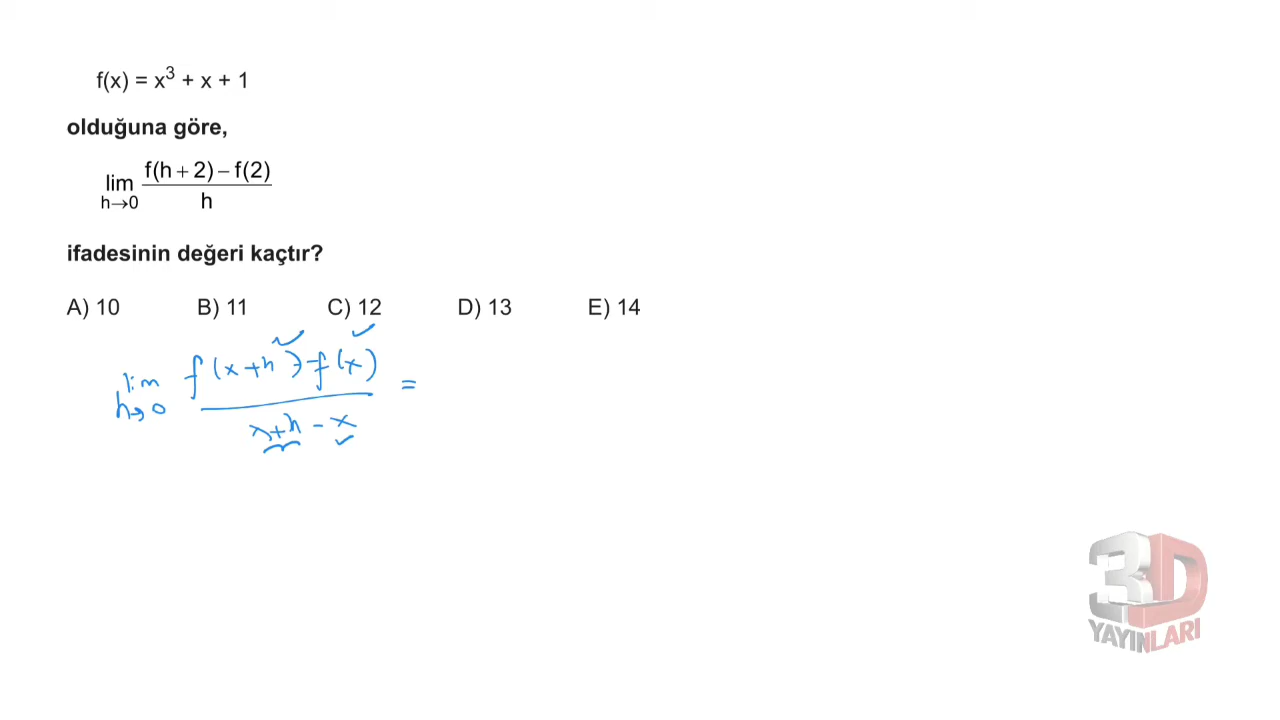 f(x) = x³ + x + 1
olduğuna göre,
lim h→0 f(h + 2) – f(2) / h
ifadesinin değeri kaçtır?
A) 10 B) 11 C) 12 D) 13 E) 14
lim h→0 f(x+h) – f(x) / x+h – x =
3D
YAYINLARI